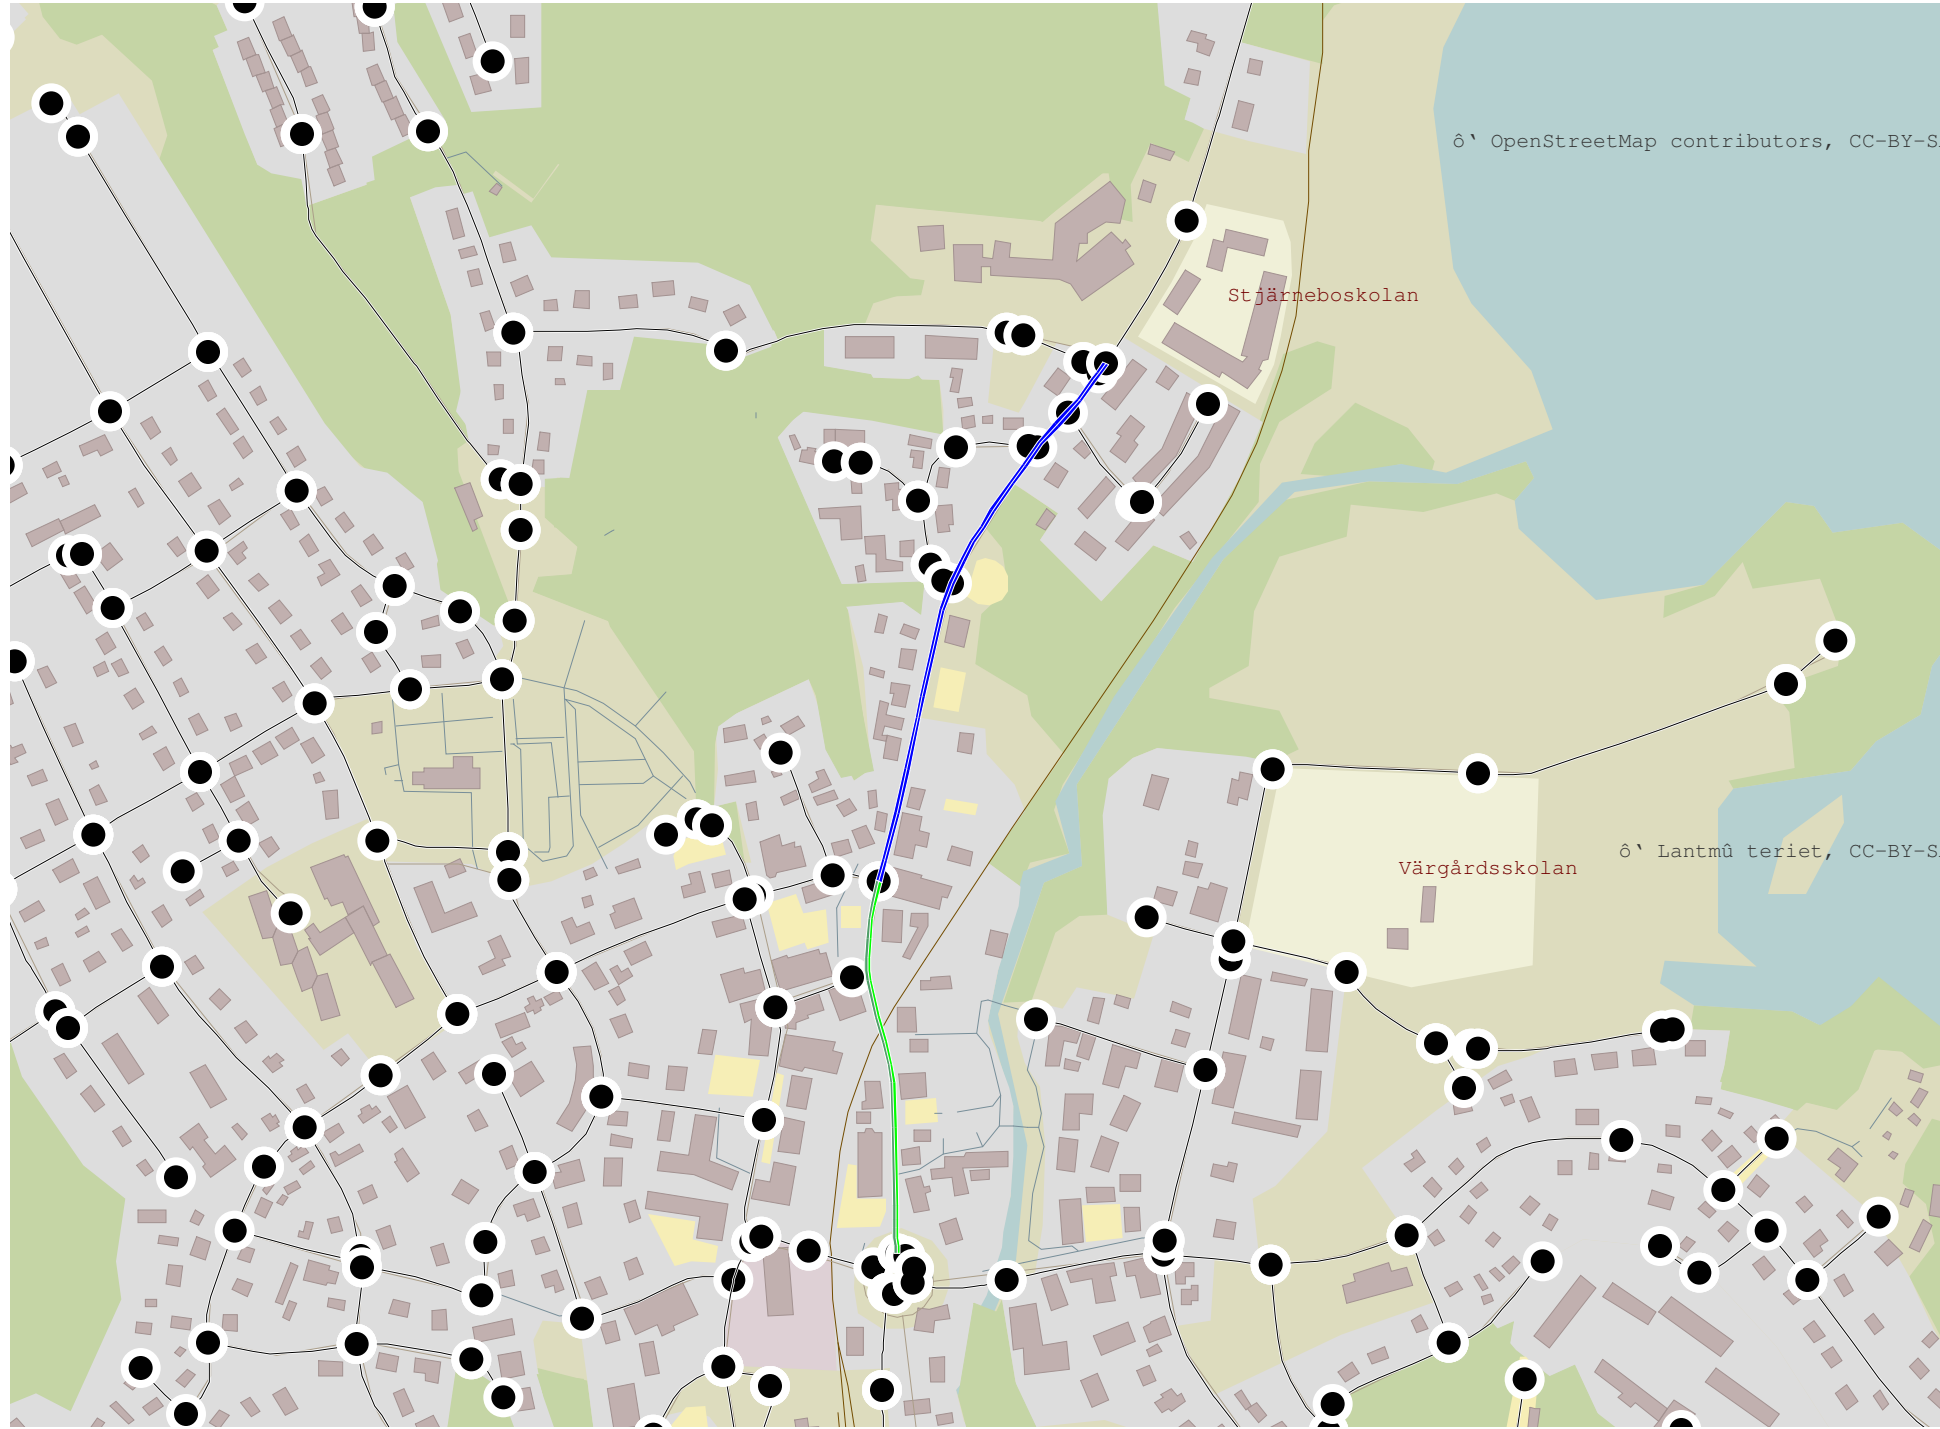 ô‘ OpenStreetMap contributors, CC-BY-S
Stjärneboskolan
ô‘ Lantmû teriet, CC-BY-S
Värgårdsskolan